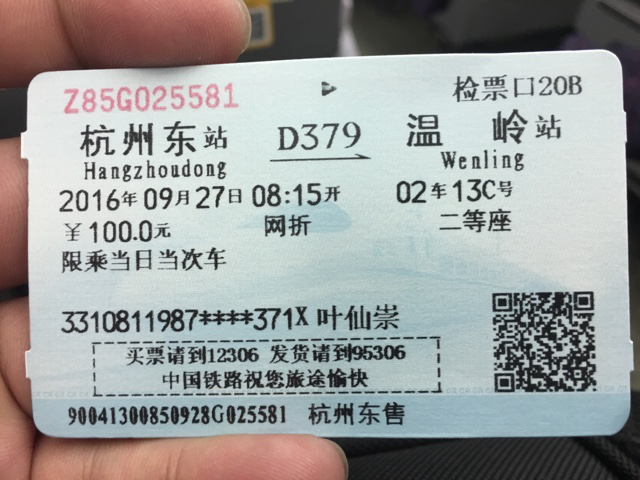 Z85G025581 检票口20B
杭州东站 D379 温岭站
Hangzhoudong Wenling
2016年09月27日08:15开 02车13C号
￥100.0元 网折 二等座
限乘当日当次车
3310811987****371X 叶仙崇
买票请到12306 发货请到95306
中国铁路祝您旅途愉快
90041300850928G025581 杭州东售